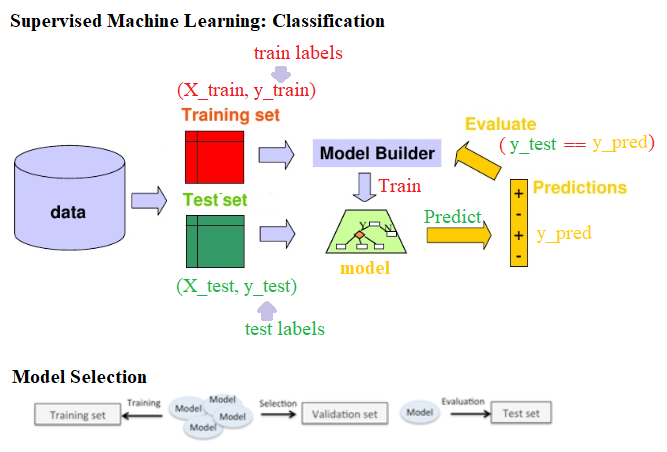 Supervised Machine Learning: Classification
train labels
(X_train, y_train)
Training set
Evaluate
(y_test == y_pred)
Model Builder
data
Train
Test set
Predictions
+
-
+
-
Y
N
Predict
y_pred
model
(X_test, y_test)
test labels
Model Selection
Training set
Training
Model
Model
Model
Model
Selection
Validation set
Model
Evaluation
Test set